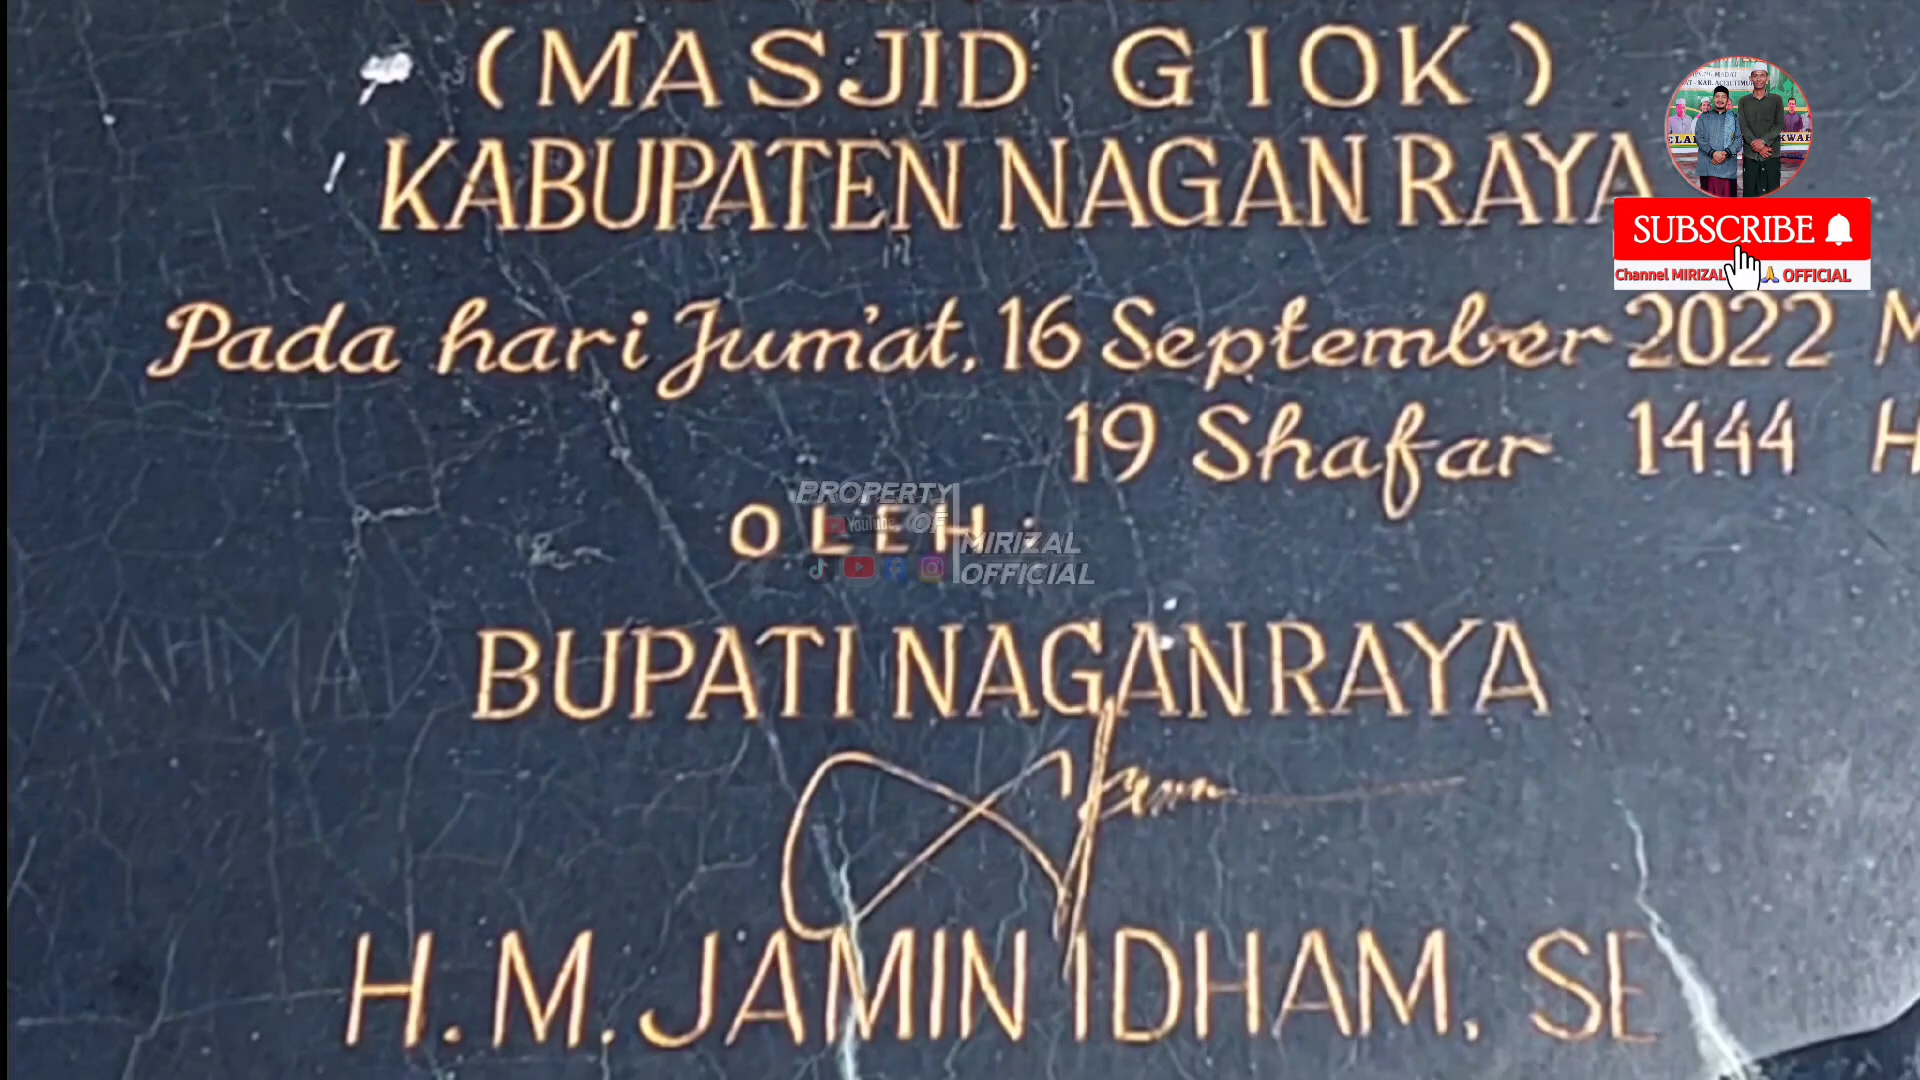 (MASJID GIOK)
KABUPATEN NAGAN RAYA
Pada hari Jum'at, 16 September 2022 M
19 Shafar 1444 H
OLEH :
BUPATI NAGAN RAYA
H. M. JAMIN IDHAM, SE
SUBSCRIBE
Channel MIRIZAL OFFICIAL
PROPERTY
YouTube OF
MIRIZAL
OFFICIAL